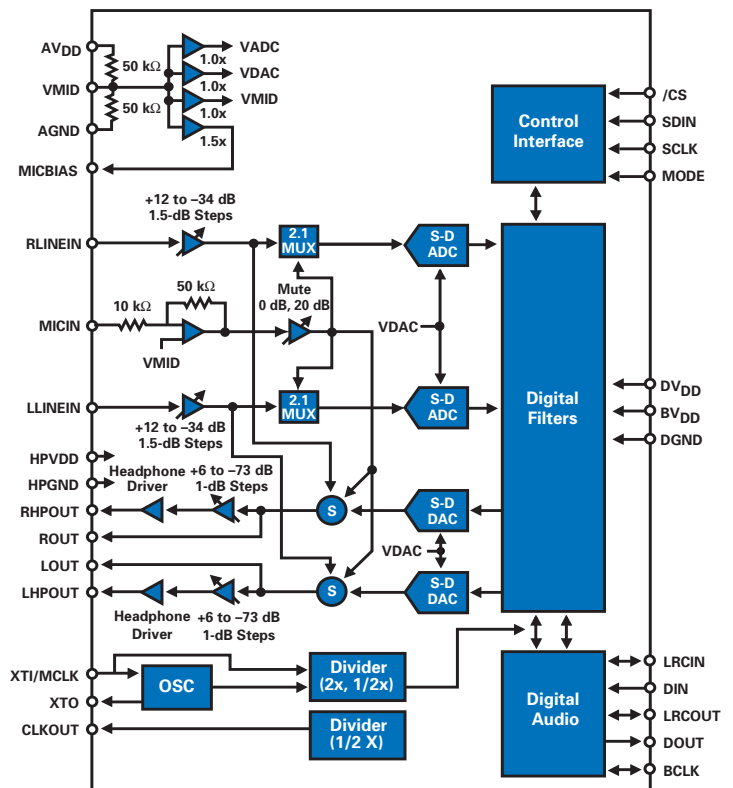 AVDD
50 kΩ
VMID
50 kΩ
AGND
MICBIAS
1.0x
VADC
1.0x
VDAC
1.0x
VMID
1.5x
Control
Interface
/CS
SDIN
SCLK
MODE
+12 to –34 dB
1.5-dB Steps
RLINEIN
2.1
MUX
S-D
ADC
50 kΩ
10 kΩ
MICIN
VMID
Mute
0 dB, 20 dB
VDAC
LLINEIN
+12 to –34 dB
1.5-dB Steps
2.1
MUX
S-D
ADC
Digital
Filters
DVDD
BVDD
DGND
HPVDD
HPGND
RHPOUT
ROUT
LOUT
LHPOUT
Headphone
Driver
+6 to –73 dB
1-dB Steps
S
S-D
DAC
VDAC
S
S-D
DAC
Headphone
Driver
+6 to –73 dB
1-dB Steps
XTI/MCLK
XTO
CLKOUT
OSC
Divider
(2x, 1/2x)
Divider
(1/2 X)
Digital
Audio
LRCIN
DIN
LRCOUT
DOUT
BCLK